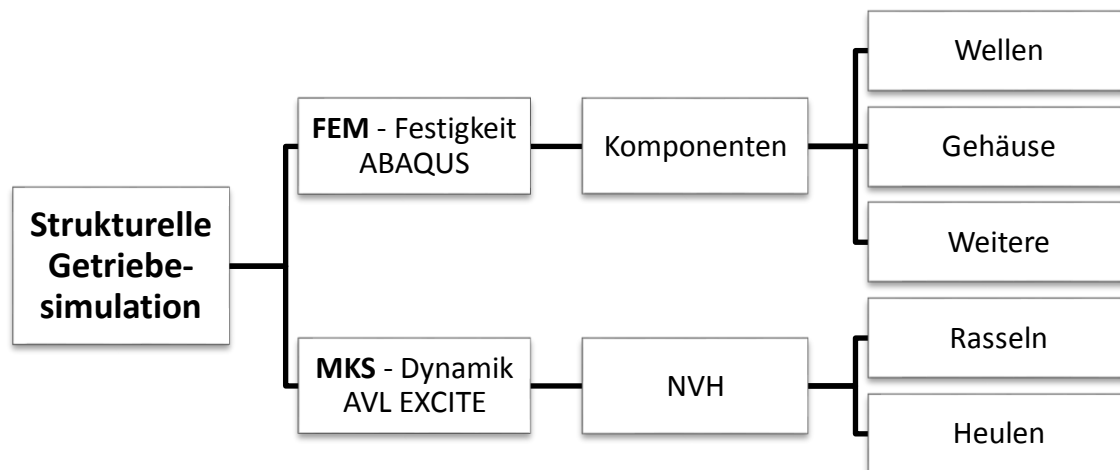 Strukturelle
Getriebe-
simulation
FEM - Festigkeit
ABAQUS
Komponenten
Wellen
Gehäuse
Weitere
MKS - Dynamik
AVL EXCITE
NVH
Rasseln
Heulen